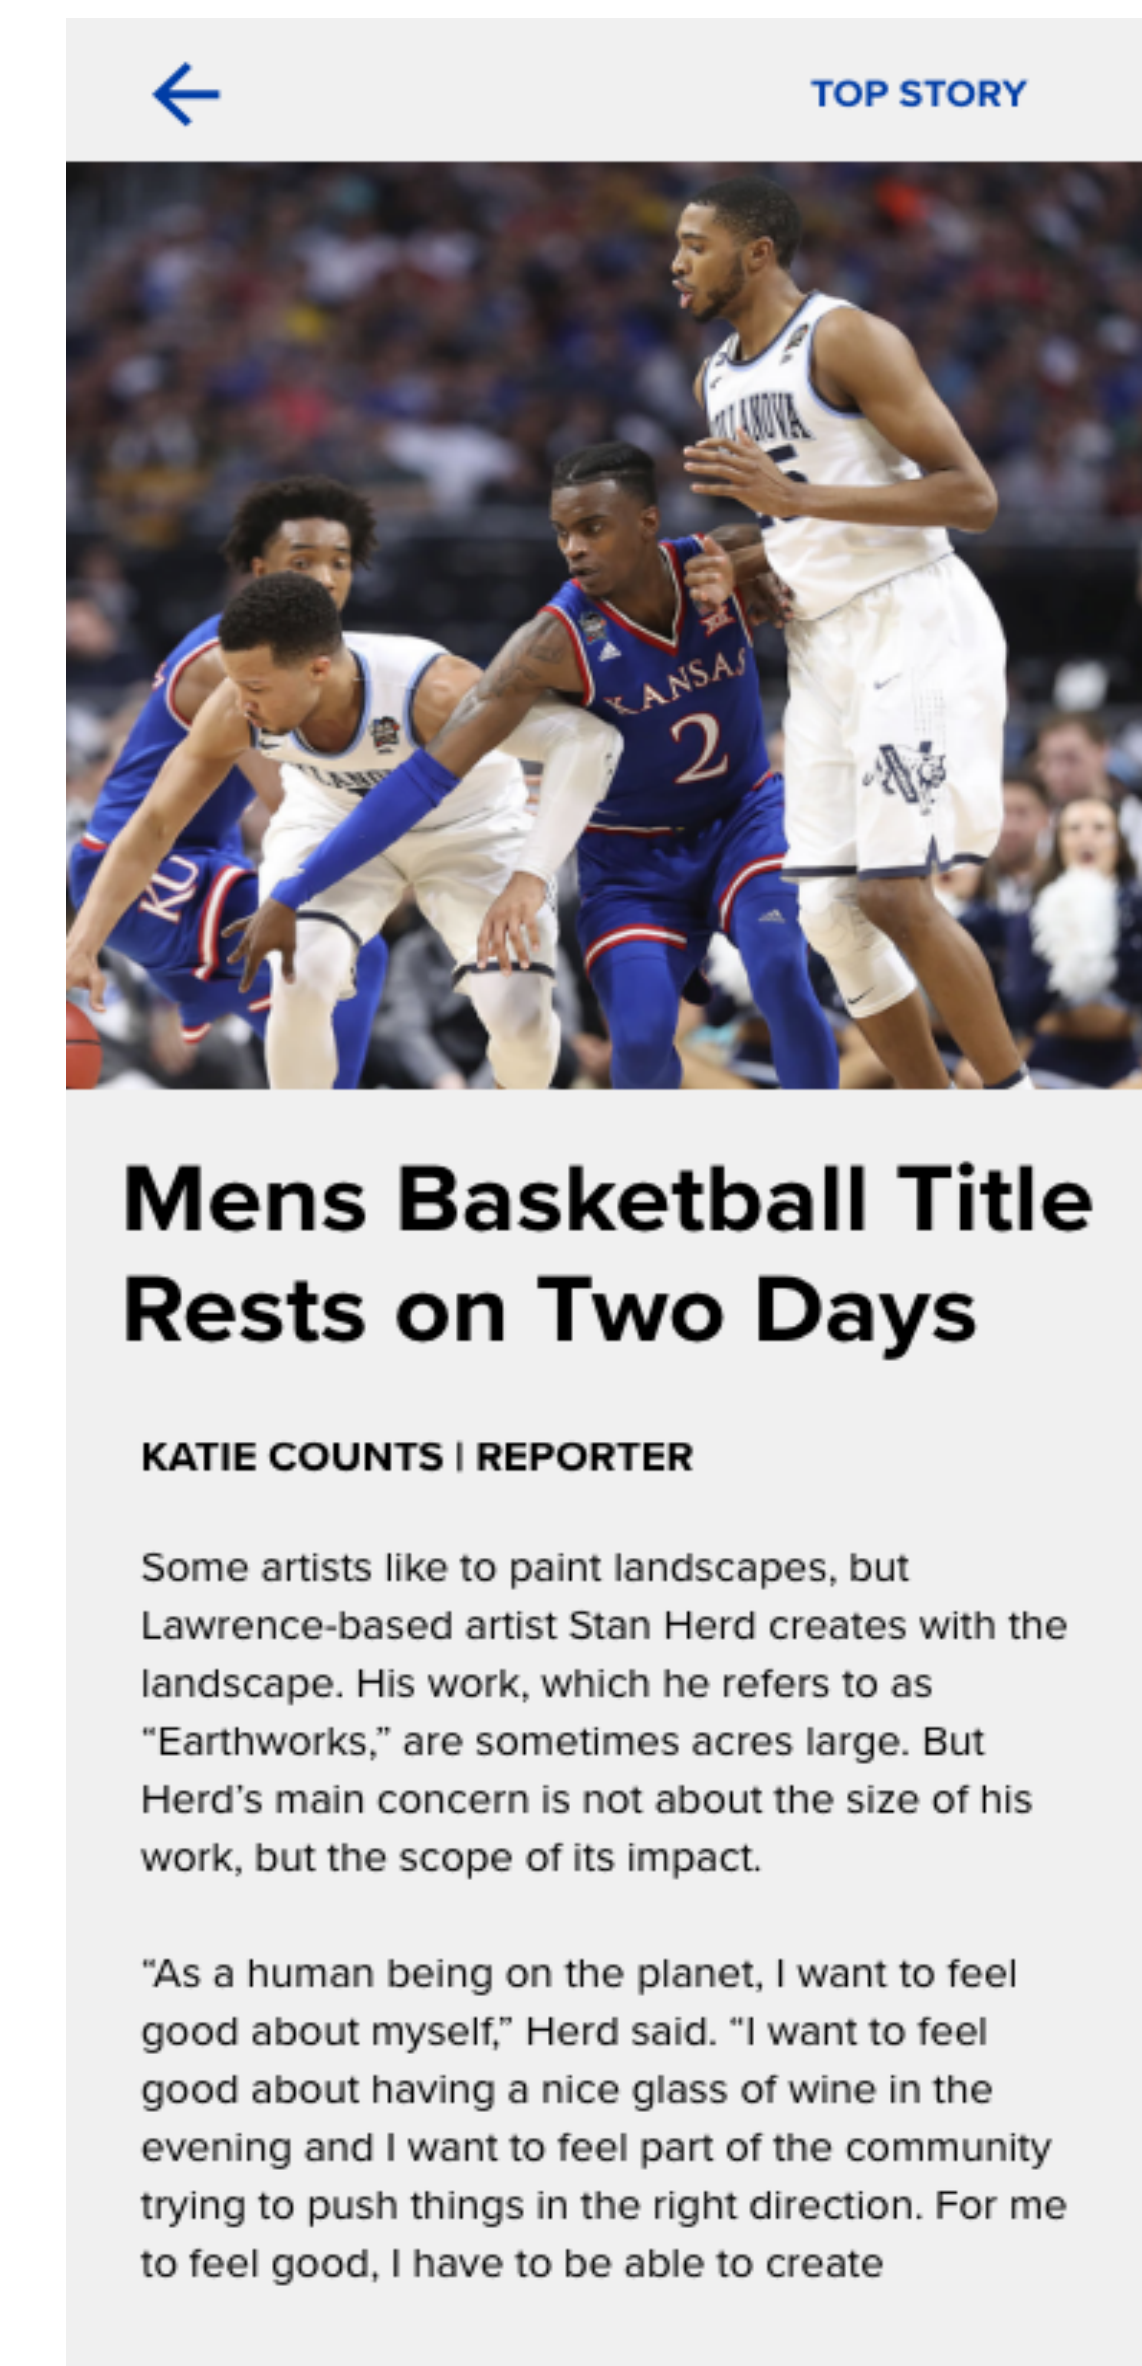 TOP STORY
KANSAS
2
KU
Mens Basketball Title
Rests on Two Days
KATIE COUNTS | REPORTER
Some artists like to paint landscapes, but
Lawrence-based artist Stan Herd creates with the
landscape. His work, which he refers to as
“Earthworks,” are sometimes acres large. But
Herd’s main concern is not about the size of his
work, but the scope of its impact.
“As a human being on the planet, I want to feel
good about myself,” Herd said. “I want to feel
good about having a nice glass of wine in the
evening and I want to feel part of the community
trying to push things in the right direction. For me
to feel good, I have to be able to create